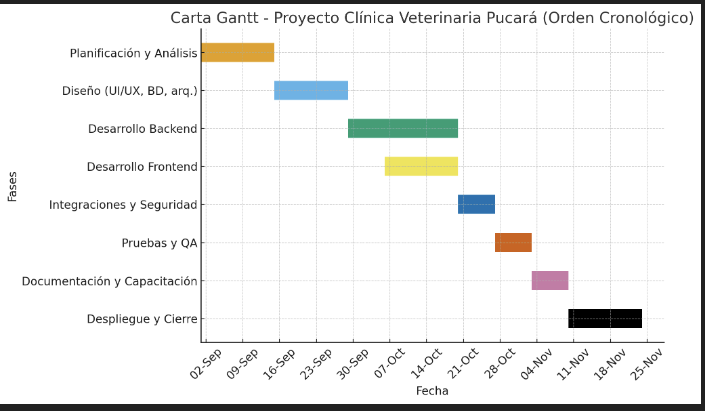 Carta Gantt - Proyecto Clínica Veterinaria Pucará (Orden Cronológico)
Fases
Planificación y Análisis
Diseño (UI/UX, BD, arq.)
Desarrollo Backend
Desarrollo Frontend
Integraciones y Seguridad
Pruebas y QA
Documentación y Capacitación
Despliegue y Cierre
02-Sep
09-Sep
16-Sep
23-Sep
30-Sep
07-Oct
14-Oct
21-Oct
28-Oct
04-Nov
11-Nov
18-Nov
25-Nov
Fecha